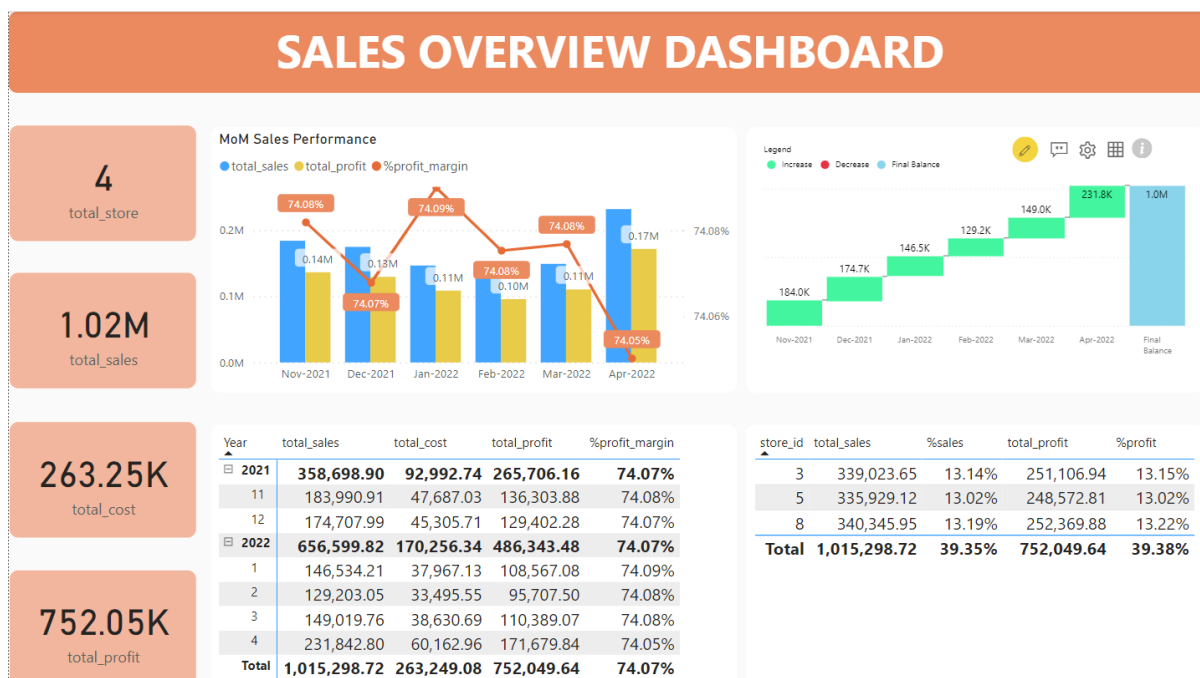 SALES OVERVIEW DASHBOARD
4
total_store
1.02M
total_sales
263.25K
total_cost
752.05K
total_profit
MoM Sales Performance
total_sales total_profit %profit_margin
0.2M
0.1M
0.0M
74.08%
74.06%
74.08%
74.07%
74.09%
74.08%
74.08%
74.05%
0.14M
0.13M
0.11M
0.10M
0.11M
0.17M
Nov-2021 Dec-2021 Jan-2022 Feb-2022 Mar-2022 Apr-2022
Legend
Increase Decrease Final Balance
i
184.0K
174.7K
146.5K
129.2K
149.0K
231.8K
1.0M
Nov-2021 Dec-2021 Jan-2022 Feb-2022 Mar-2022 Apr-2022 Final
Balance
Year total_sales total_cost total_profit %profit_margin
2021 358,698.90 92,992.74 265,706.16 74.07%
11 183,990.91 47,687.03 136,303.88 74.08%
12 174,707.99 45,305.71 129,402.28 74.07%
2022 656,599.82 170,256.34 486,343.48 74.07%
1 146,534.21 37,967.13 108,567.08 74.09%
2 129,203.05 33,495.55 95,707.50 74.08%
3 149,019.76 38,630.69 110,389.07 74.08%
4 231,842.80 60,162.96 171,679.84 74.05%
Total 1,015,298.72 263,249.08 752,049.64 74.07%
store_id total_sales %sales total_profit %profit
3 339,023.65 13.14% 251,106.94 13.15%
5 335,929.12 13.02% 248,572.81 13.02%
8 340,345.95 13.19% 252,369.88 13.22%
Total 1,015,298.72 39.35% 752,049.64 39.38%